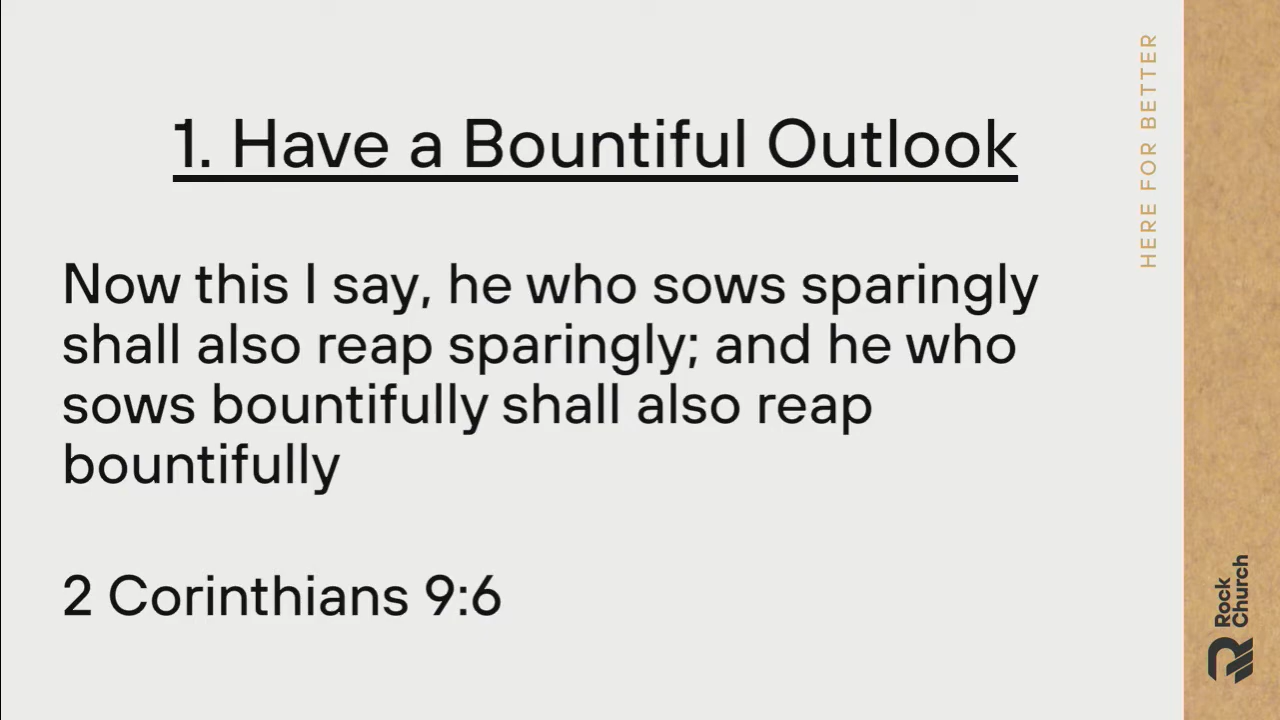 1. Have a Bountiful Outlook
Now this I say, he who sows sparingly
shall also reap sparingly; and he who
sows bountifully shall also reap
bountifully
2 Corinthians 9:6
HERE FOR BETTER
Rock
Church